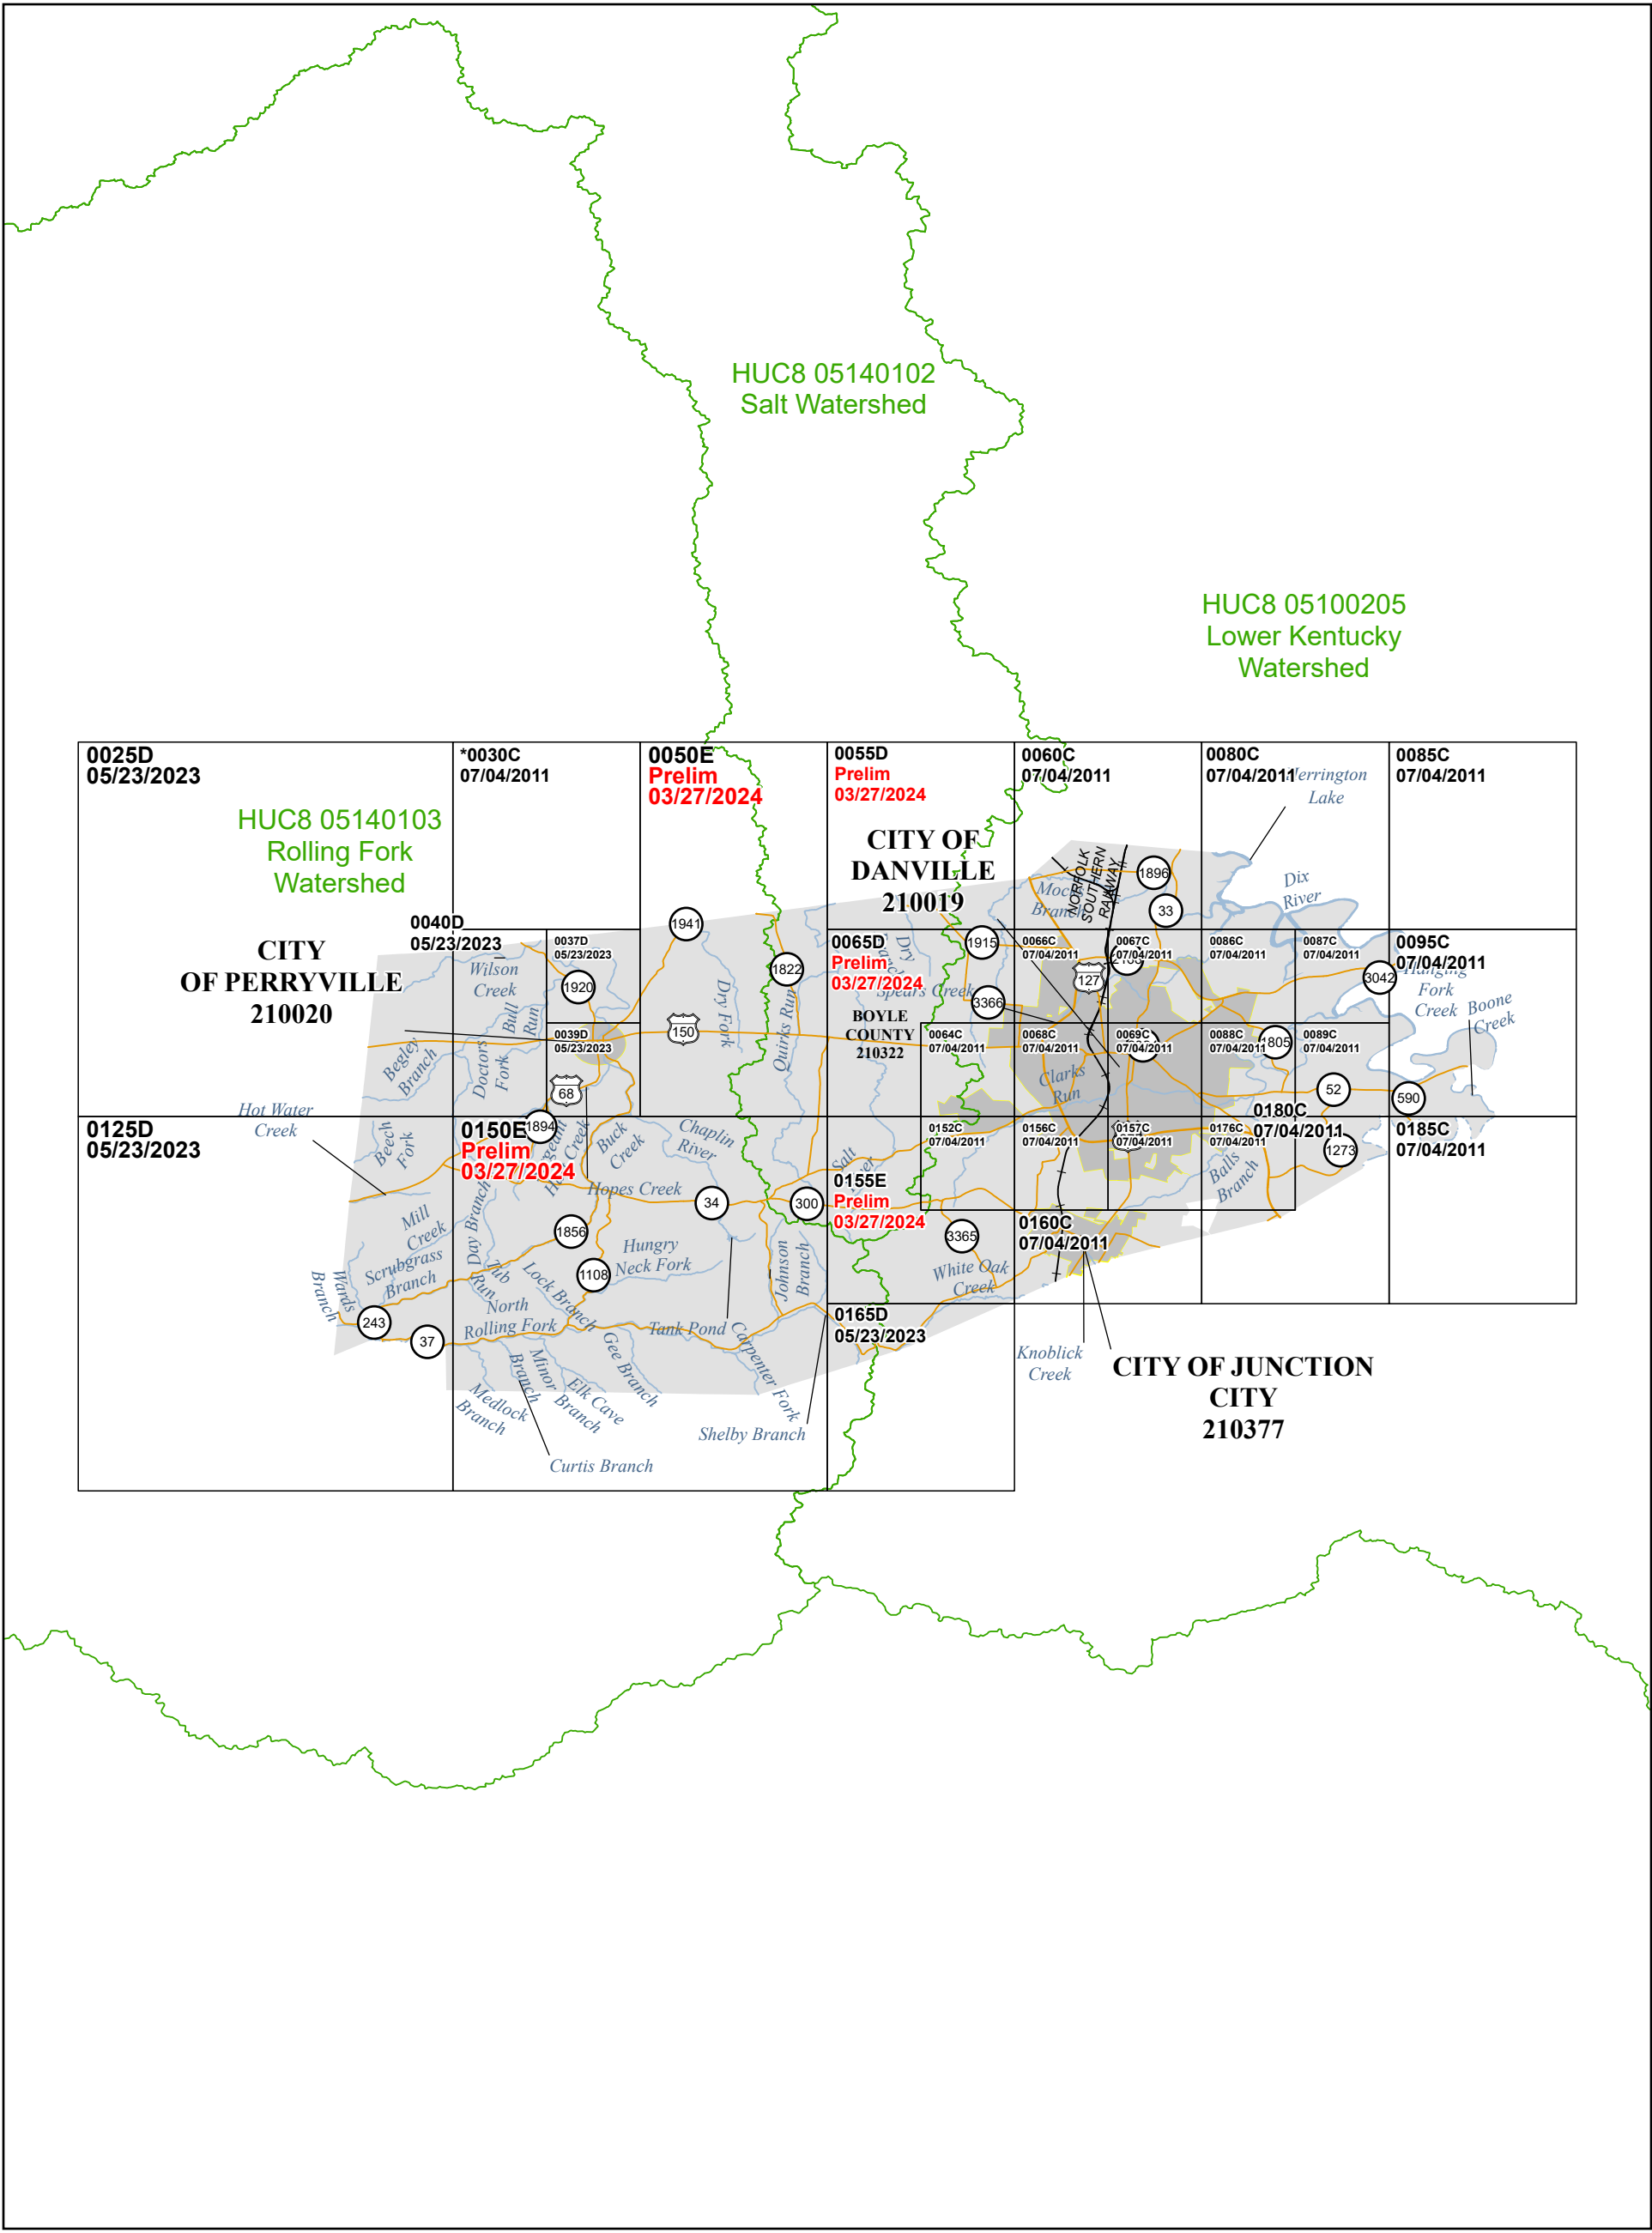 HUC8 05140102
Salt Watershed
HUC8 05100205
Lower Kentucky
Watershed
0025D
05/23/2023
*0030C
07/04/2011
0050E
Prelim
03/27/2024
0055D
Prelim
03/27/2024
0060C
07/04/2011
0080C
07/04/2011
0085C
07/04/2011
Lake
HUC8 05140103
Rolling Fork
Watershed
CITY OF
DANVILLE
210019
NORFOLK
SOUTHERN
RAILWAY
1896
33
Dix
River
0040D
05/23/2023
CITY
OF PERRYVILLE
210020
0037D
05/23/2023
Wilson
Creek
1920
Bull
Run
1941
1822
0065D
Prelim
03/27/2024
Dry
Spears Creek
1915
3366
0066C
07/04/2011
127
0067C
07/04/2011
0086C
07/04/2011
0087C
07/04/2011
3042
0095C
07/04/2011
Hanging
Fork
Creek
Boone
Creek
0039D
05/23/2023
150
Dry Fork
Quirks Run
BOYLE
COUNTY
210322
0064C
07/04/2011
0068C
07/04/2011
0069C
07/04/2011
0088C
07/04/2011
1805
0089C
07/04/2011
Begley
Branch
Doctors
Fork
68
Clarks
Run
52
590
Hot Water
Creek
0125D
05/23/2023
Beech
Fork
0150E
Prelim
03/27/2024
1894
Creek
Buck
Creek
Chaplin
River
Salt
0152C
07/04/2011
0156C
07/04/2011
0157C
07/04/2011
0176C
07/04/2011
0180C
07/04/2011
1273
0185C
07/04/2011
Balls
Branch
0155E
Prelim
03/27/2024
Hopes Creek
34
300
Mill
Creek
Day Branch
1856
3365
0160C
07/04/2011
Scrubgrass
Branch
Tub
Run
Lock Branch
1108
Hungry
Neck Fork
Johnson
Branch
White Oak
Creek
Wards
Branch
243
37
North
Rolling Fork
Tank Pond
0165D
05/23/2023
Gee Branch
Carpenter Fork
Knoblick
Creek
CITY OF JUNCTION
CITY
210377
Medlock
Branch
Branch
Minor
Branch
Elk Cave
Shelby Branch
Curtis Branch